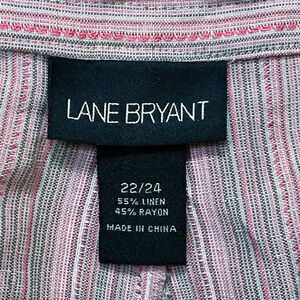 LANE BRYANT
22/24
55% LINEN
45% RAYON
MADE IN CHINA